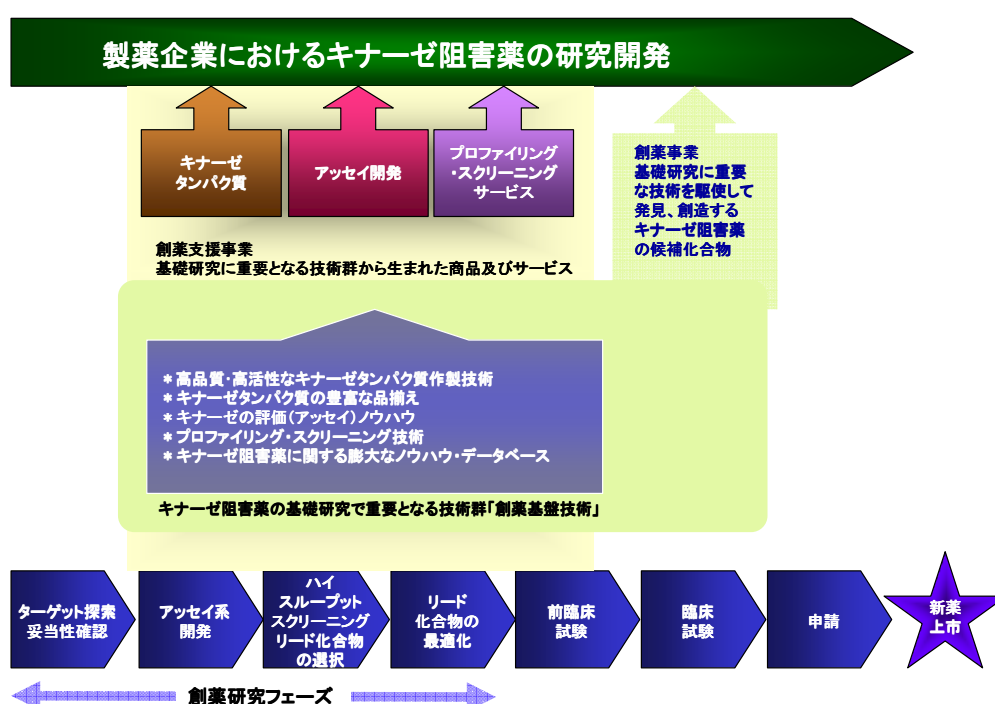 製薬企業におけるキナーゼ阻害薬の研究開発
キナーゼ
タンパク質
アッセイ開発
プロファイリング
・スクリーニング
サービス
創薬事業
基礎研究に重要
な技術を駆使して
発見、創造する
キナーゼ阻害薬
の候補化合物
創薬支援事業
基礎研究に重要となる技術群から生まれた商品及びサービス
＊高品質・高活性なキナーゼタンパク質作製技術
＊キナーゼタンパク質の豊富な品揃え
＊キナーゼの評価（アッセイ）ノウハウ
＊プロファイリング・スクリーニング技術
＊キナーゼ阻害薬に関する膨大なノウハウ・データベース
キナーゼ阻害薬の基礎研究で重要となる技術群「創薬基盤技術」
ターゲット探索
妥当性確認
アッセイ系
開発
ハイ
スループット
スクリーニング
リード化合物
の選択
リード
化合物の
最適化
前臨床
試験
臨床
試験
申請
新薬
上市
創薬研究フェーズ